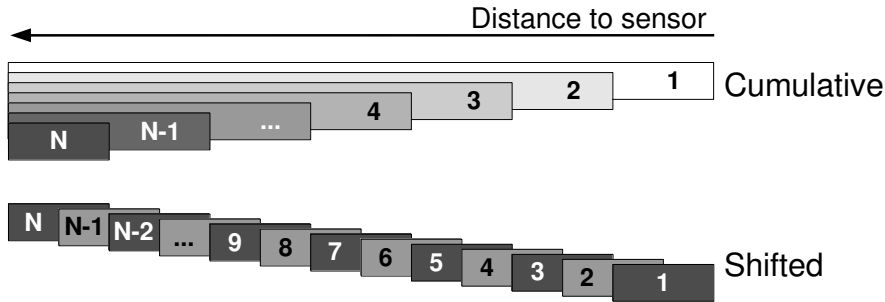 Distance to sensor
1 Cumulative
2
3
4
...
N-1
N
N
N-1
N-2
...
9
8
7
6
5
4
3
2
1
Shifted